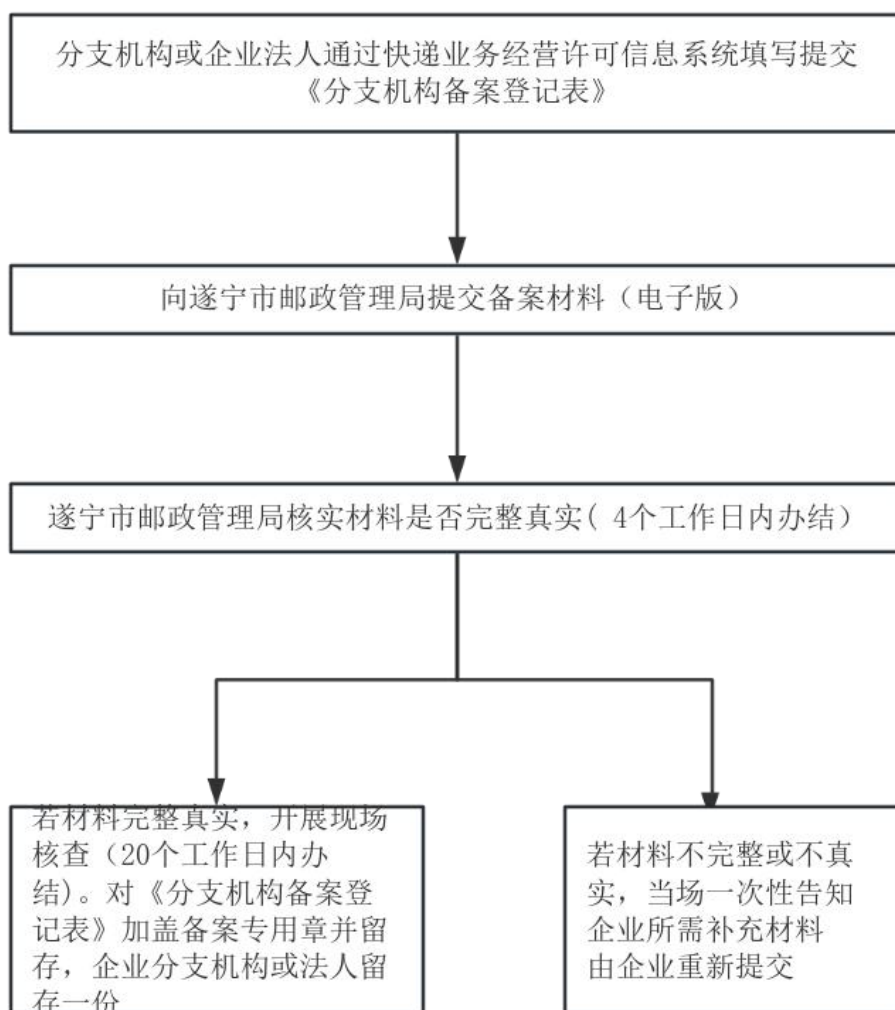 分支机构或企业法人通过快递业务经营许可信息系统填写提交
《分支机构备案登记表》
向遂宁市邮政管理局提交备案材料（电子版）
遂宁市邮政管理局核实材料是否完整真实( 4个工作日内办结）
若材料完整真实，开展现场
核查（20个工作日内办
结)。对《分支机构备案登
记表》加盖备案专用章并留
存，企业分支机构或法人留
存一份
若材料不完整或不真
实，当场一次性告知
企业所需补充材料
由企业重新提交